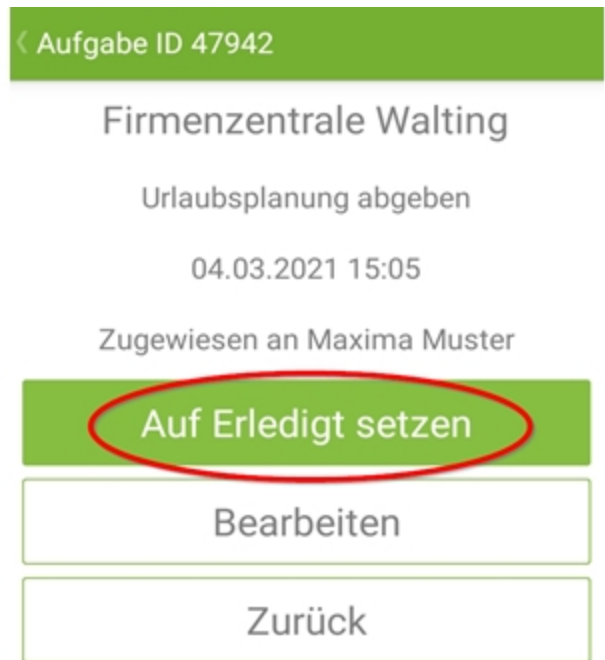 Aufgabe ID 47942
Firmenzentrale Walting
Urlaubsplanung abgeben
04.03.2021 15:05
Zugewiesen an Maxima Muster
Auf Erledigt setzen
Bearbeiten
Zurück